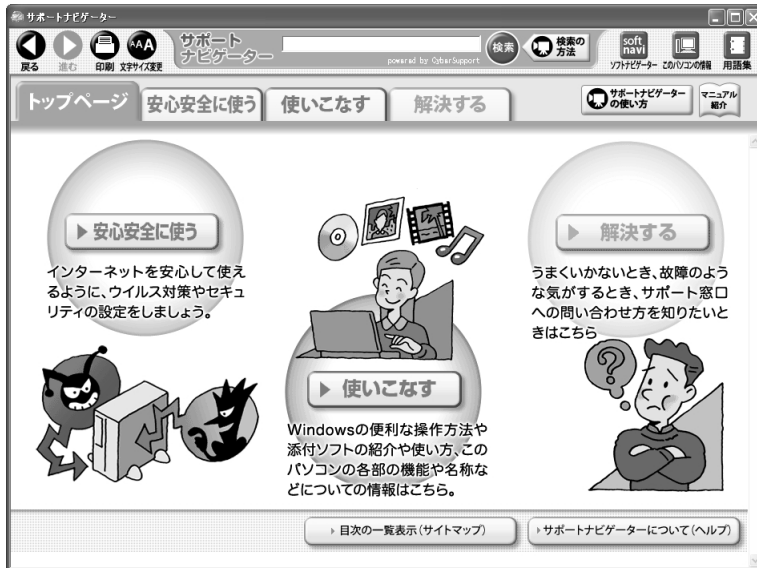 サポートナビゲーター
戻る 進む 印刷 文字サイズ変更
AAA
サポート
ナビゲーター
powered by CyberSupport
検索
検索の
方法
soft
navi
ソフトナビゲーター このパソコンの情報 用語集
トップページ 安心安全に使う 使いこなす 解決する
サポートナビゲーター
の使い方
マニュアル
紹介
安心安全に使う
インターネットを安心して使え
るように、ウイルス対策やセキュ
リティの設定をしましょう。
使いこなす
Windowsの便利な操作方法や
添付ソフトの紹介や使い方、この
パソコンの各部の機能や名称な
どについての情報はこちら。
解決する
うまくいかないとき、故障のよう
な気がするとき、サポート窓口
への問い合わせ方を知りたいと
きはこちら
?
目次の一覧表示(サイトマップ)
サポートナビゲーターについて(ヘルプ)